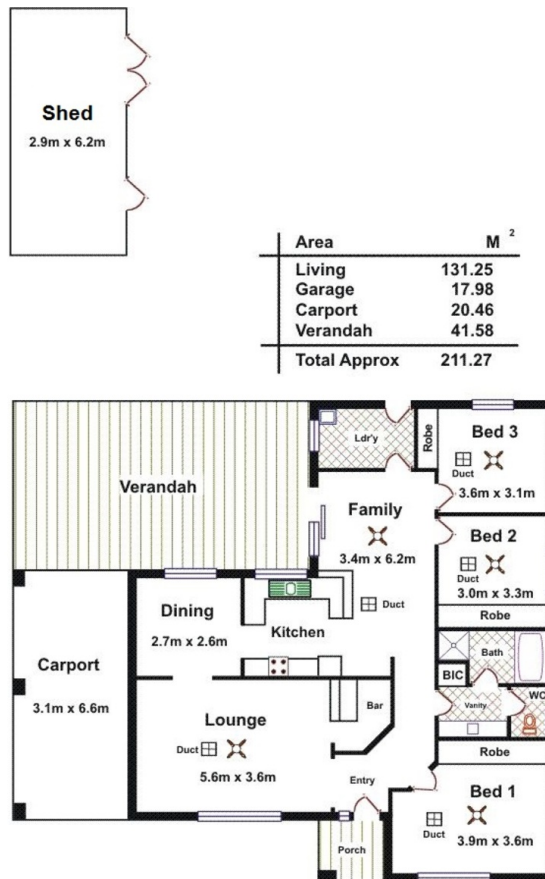 Shed
2.9m x 6.2m
Area M 2
Living 131.25
Garage 17.98
Carport 20.46
Verandah 41.58
Total Approx 211.27
Verandah
Ldr'y
Robe
Bed 3
Duct
3.6m x 3.1m
Family
3.4m x 6.2m
Duct
Bed 2
Duct
3.0m x 3.3m
Robe
Dining
2.7m x 2.6m
Kitchen
Carport
3.1m x 6.6m
Bath
BIC
Vanity
WC
Lounge
Duct
5.6m x 3.6m
Bar
Robe
Entry
Bed 1
Duct
3.9m x 3.6m
Porch